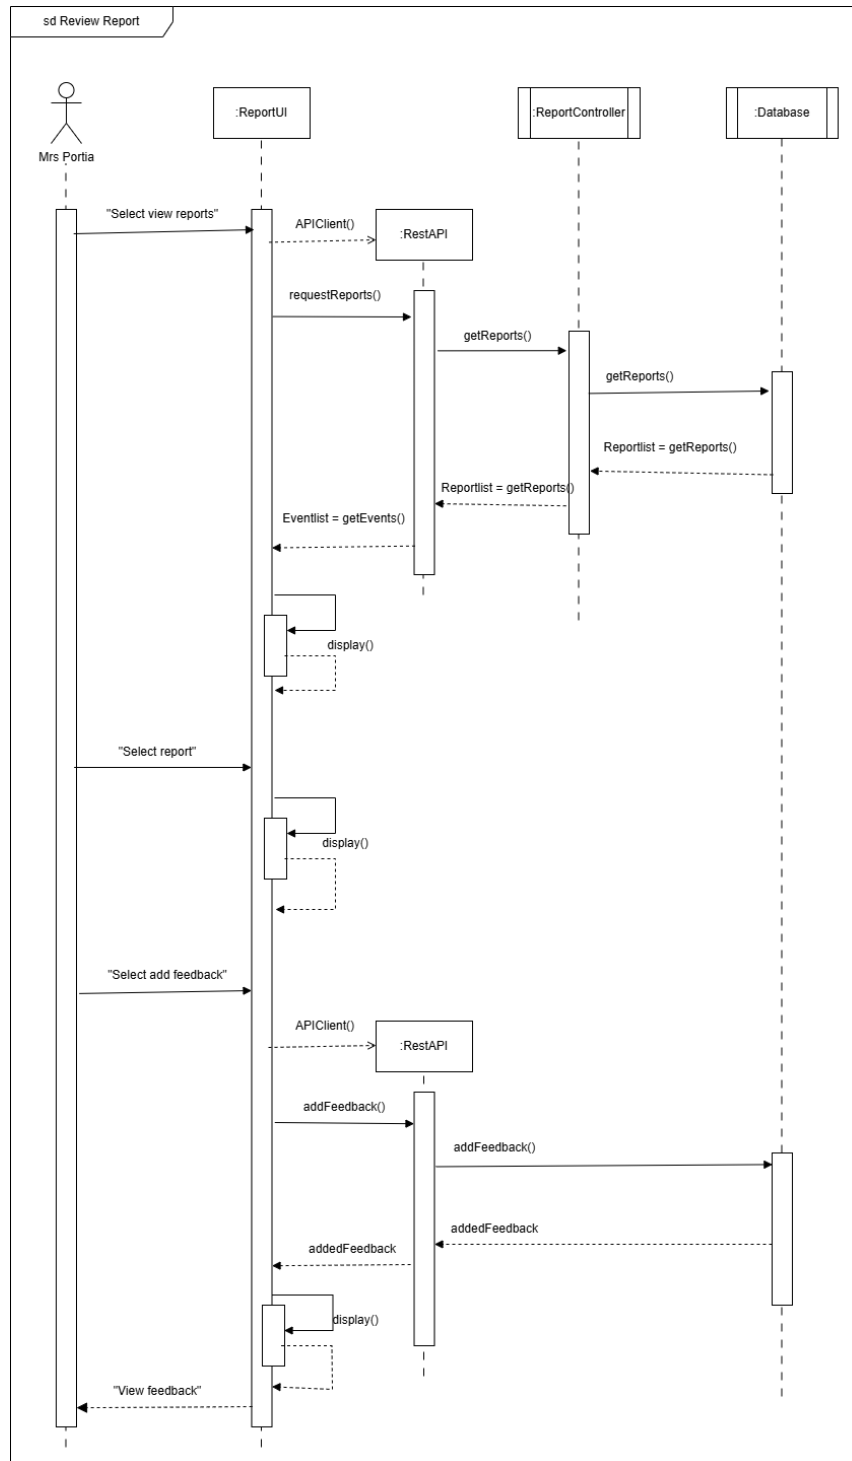 sd Review Report
Mrs Portia
:ReportUI
:ReportController
:Database
"Select view reports"
APIClient()
:RestAPI
requestReports()
getReports()
getReports()
Reportlist = getReports()
Reportlist = getReports()
Eventlist = getEvents()
display()
"Select report"
display()
"Select add feedback"
APIClient()
:RestAPI
addFeedback()
addFeedback()
addedFeedback
addedFeedback
display()
"View feedback"